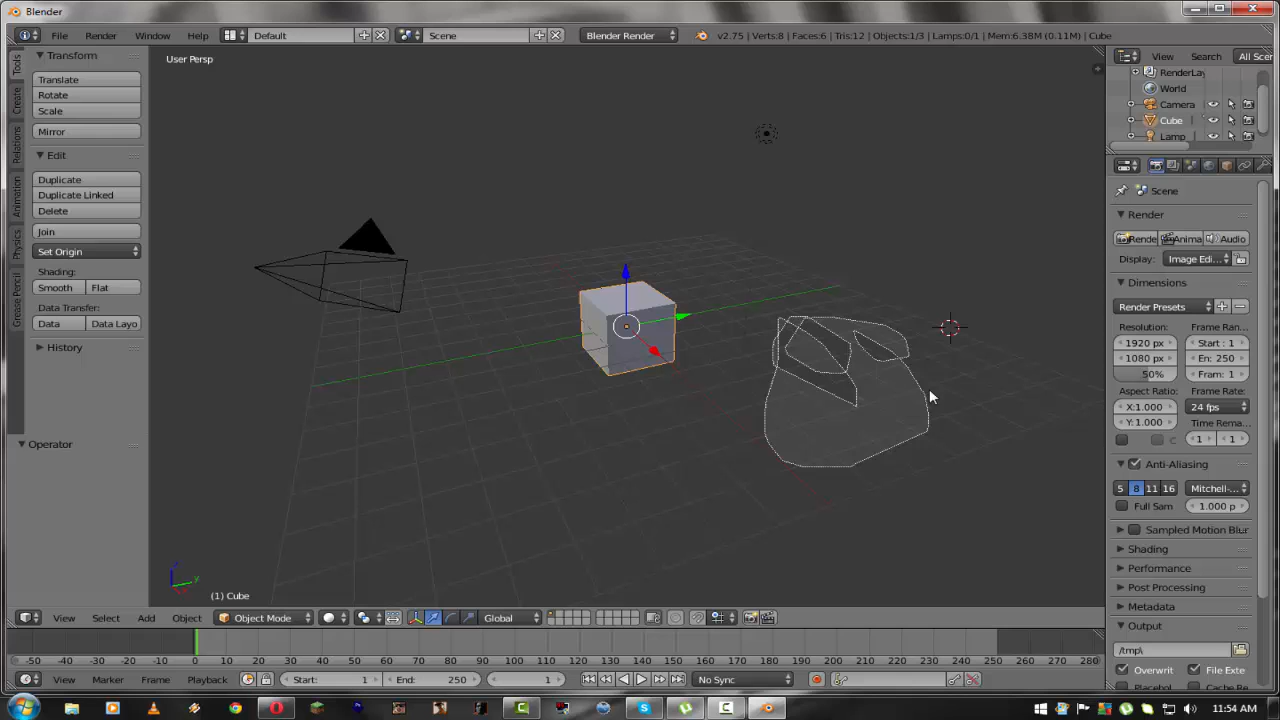 Blender
File Render Window Help Default Scene Blender Render v2.75 | Verts:8 | Faces:6 | Tris:12 | Objects:1/3 | Lamps:0/1 | Mem:6.38M (0.11M) | Cube
Tools
Create
Relations
Animation
Physics
Grease Pencil
Transform
Translate
Rotate
Scale
Mirror
Edit
Duplicate
Duplicate Linked
Delete
Join
Set Origin
Shading:
Smooth Flat
Data Transfer:
Data Data Layo
History
Operator
User Persp
z
y
(1) Cube
View Select Add Object Object Mode Global
View Search All Scen
RenderLay
World
Camera
Cube
Lamp
Scene
Render
Rende Anima Audio
Display: Image Edi...
Dimensions
Render Presets
Resolution: Frame Ran...
1920 px Start: 1
1080 px En: 250
50% Fram: 1
Aspect Ratio: Frame Rate:
X:1.000 24 fps
Y:1.000 Time Rema...
C 1 1
Anti-Aliasing
5 8 11 16 Mitchell-...
Full Sam 1.000 p
Sampled Motion Blur
Shading
Performance
Post Processing
Metadata
Output
/tmp\
Overwrit File Exte
Placehol Cache Re
-50 -40 -30 -20 -10 0 10 20 30 40 50 60 70 80 90 100 110 120 130 140 150 160 170 180 190 200 210 220 230 240 250 260 270 280
View Marker Frame Playback Start: 1 End: 250 1 No Sync
EN 11:54 AM